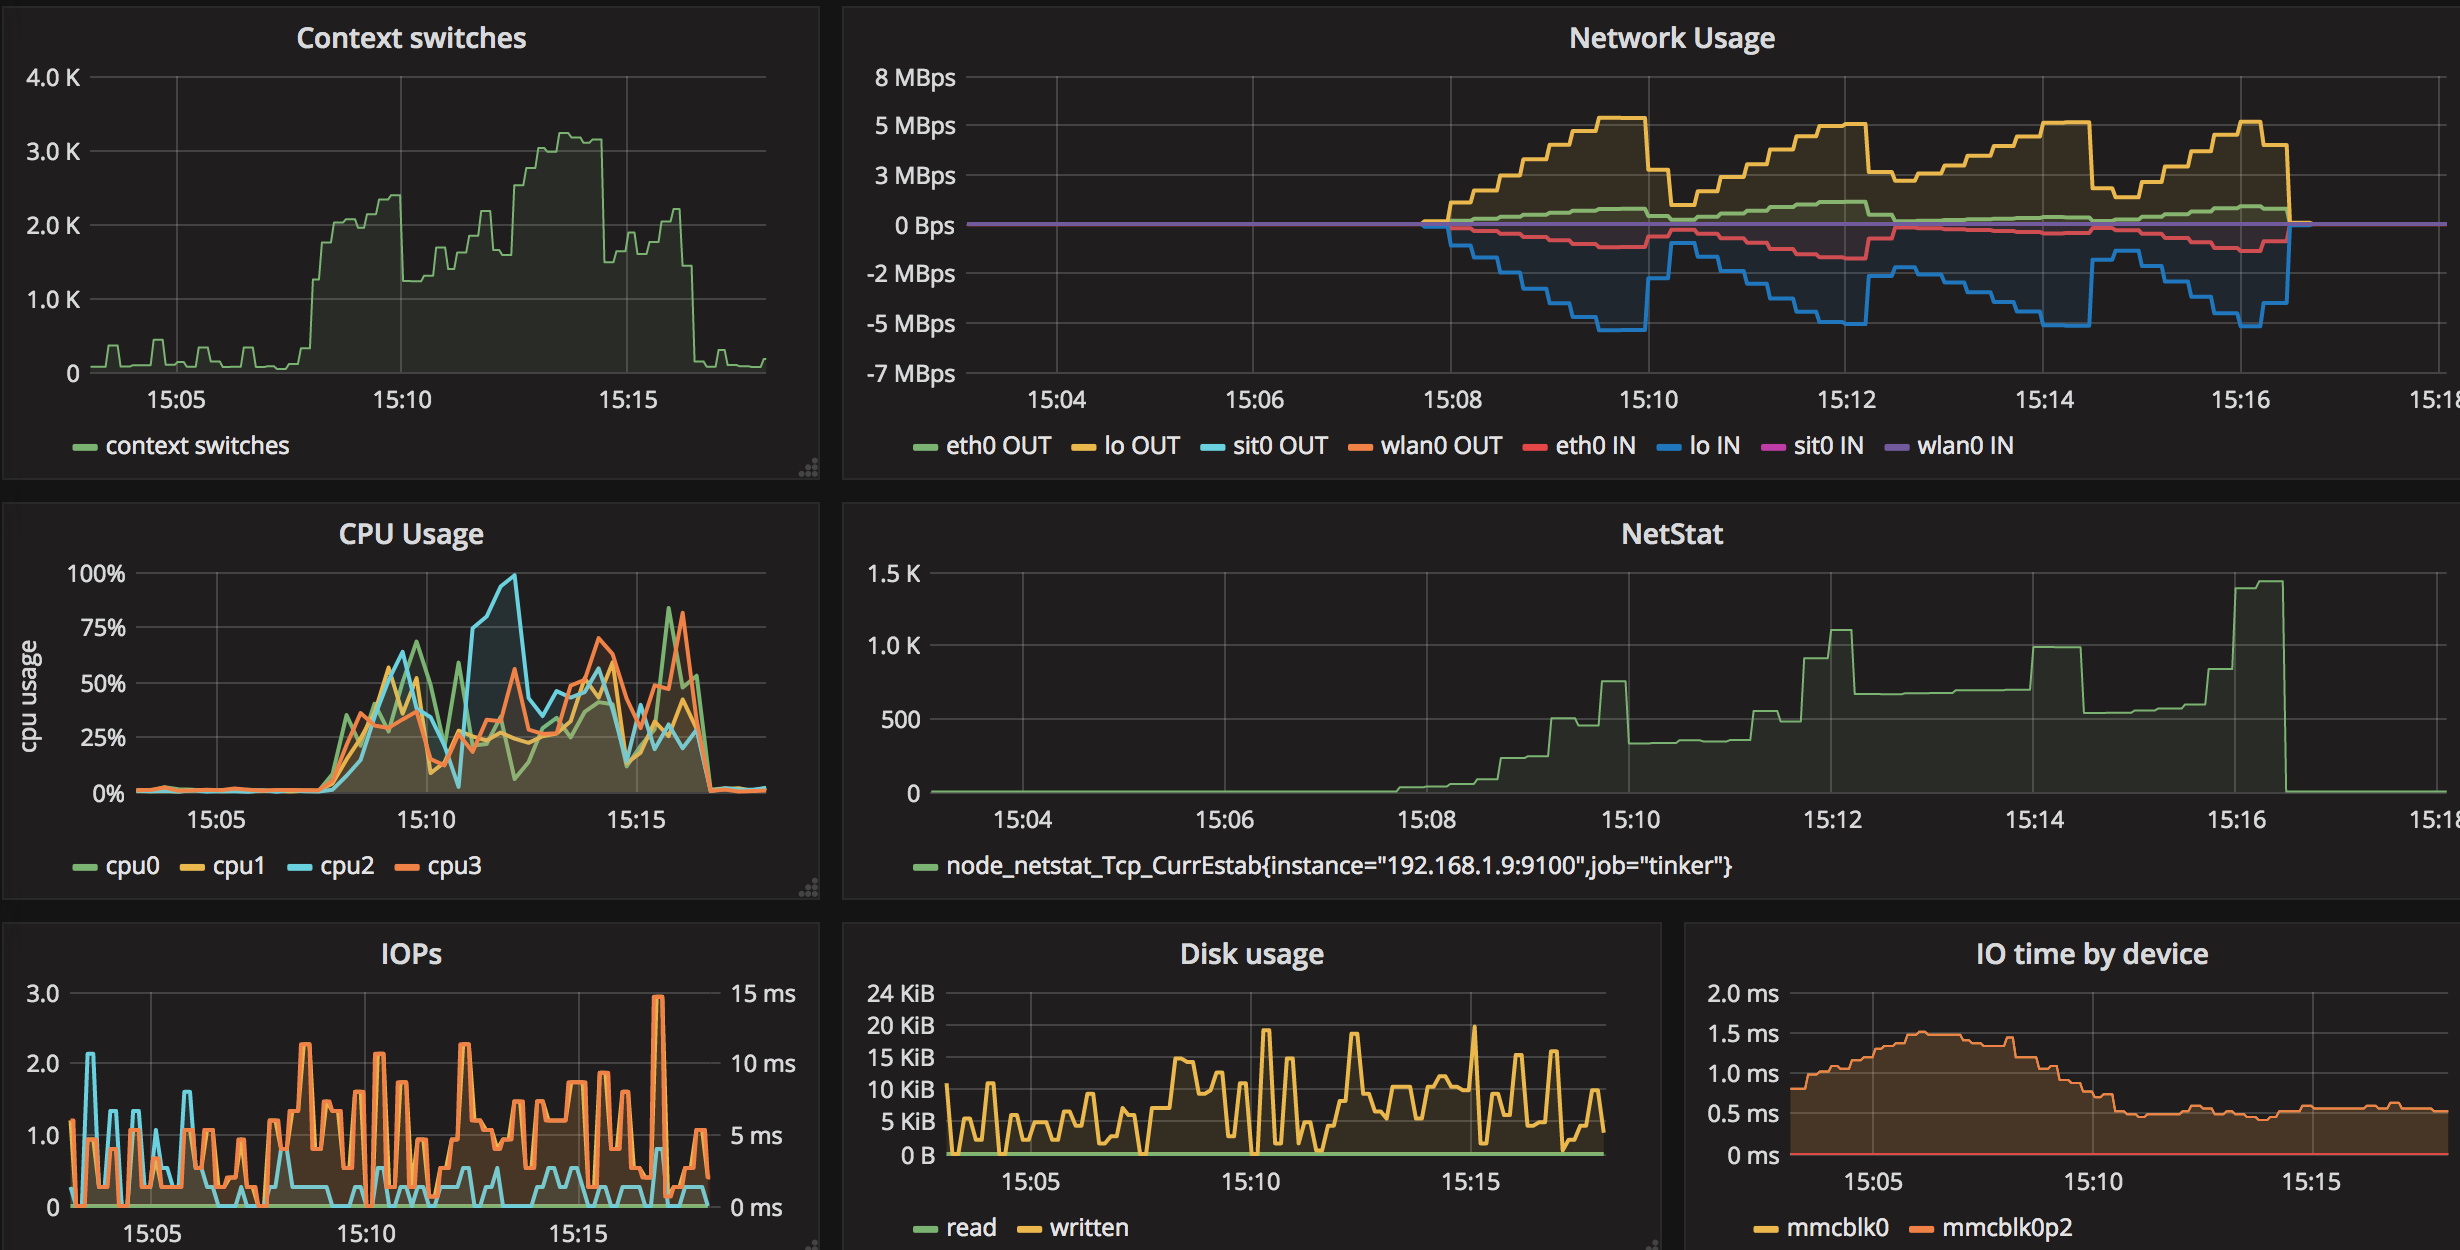 Context switches
4.0 K
3.0 K
2.0 K
1.0 K
0
15:05 15:10 15:15
context switches
Network Usage
8 MBps
5 MBps
3 MBps
0 Bps
-2 MBps
-5 MBps
-7 MBps
15:04 15:06 15:08 15:10 15:12 15:14 15:16 15:18
eth0 OUT lo OUT sit0 OUT wlan0 OUT eth0 IN lo IN sit0 IN wlan0 IN
CPU Usage
cpu usage
100%
75%
50%
25%
0%
15:05 15:10 15:15
cpu0 cpu1 cpu2 cpu3
NetStat
1.5 K
1.0 K
500
0
15:04 15:06 15:08 15:10 15:12 15:14 15:16 15:18
node_netstat_Tcp_CurrEstab{instance="192.168.1.9:9100",job="tinker"}
IOPs
3.0 15 ms
2.0 10 ms
1.0 5 ms
0 0 ms
15:05 15:10 15:15
Disk usage
24 KiB
20 KiB
15 KiB
10 KiB
5 KiB
0 B
15:05 15:10 15:15
read written
IO time by device
2.0 ms
1.5 ms
1.0 ms
0.5 ms
0 ms
15:05 15:10 15:15
mmcblk0 mmcblk0p2